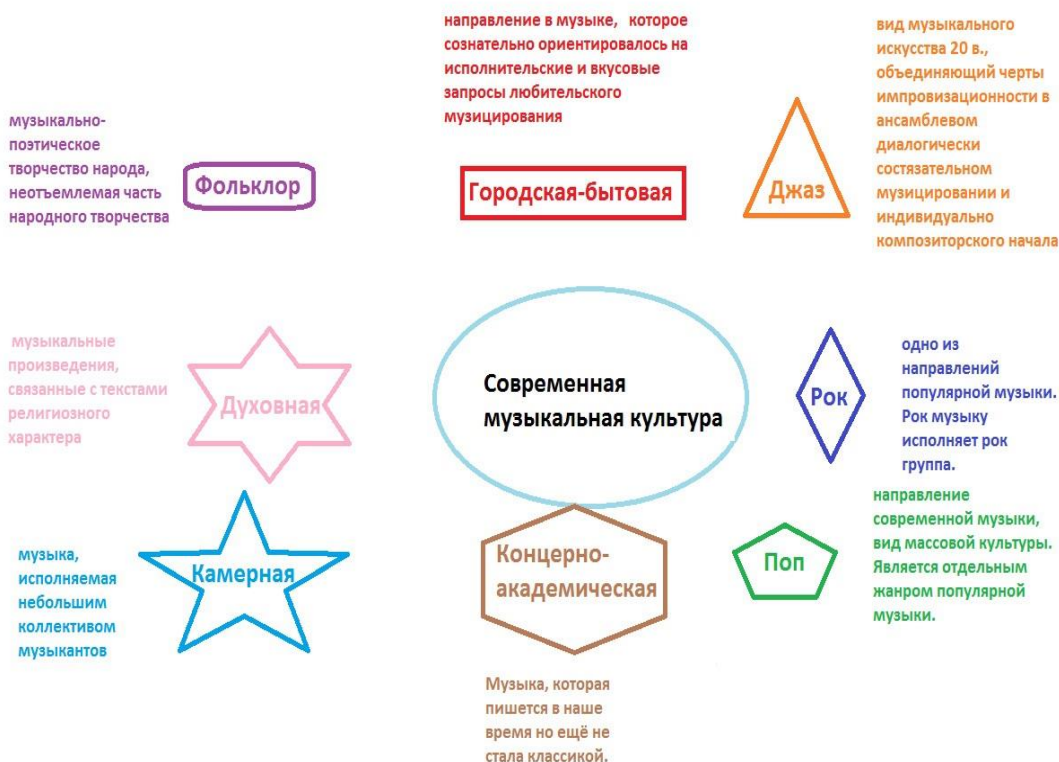 направление в музыке, которое
сознательно ориентировалось на
исполнительские и вкусовые
запросы любительского
музицирования
вид музыкального
искусства 20 в.,
объединяющий черты
импровизационности в
ансамблевом
диалогически
состязательном
музицировании и
индивидуально
композиторского начала
музыкально-
поэтическое
творчество народа,
неотъемлемая часть
народного творчества
Фольклор
Городская-бытовая
Джаз
музыкальные
произведения,
связанные с текстами
религиозного
характера
Духовная
Современная
музыкальная культура
Рок
одно из
направлений
популярной музыки.
Рок музыку
исполняет рок
группа.
музыка,
исполняемая
небольшим
коллективом
музыкантов
Камерная
Концерно-
академическая
Поп
направление
современной музыки,
вид массовой культуры.
Является отдельным
жанром популярной
музыки.
Музыка, которая
пишется в наше
время но ещё не
стала классикой.